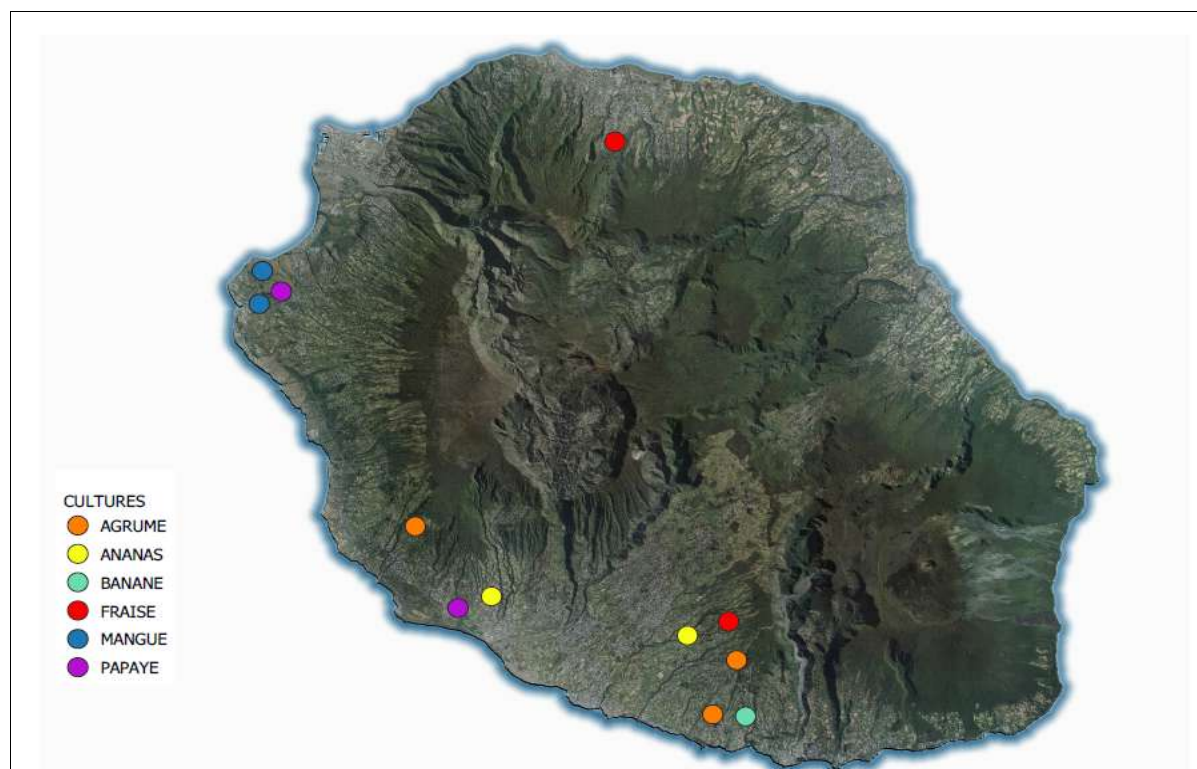 CULTURES
AGRUME
ANANAS
BANANE
FRAISE
MANGUE
PAPAYE